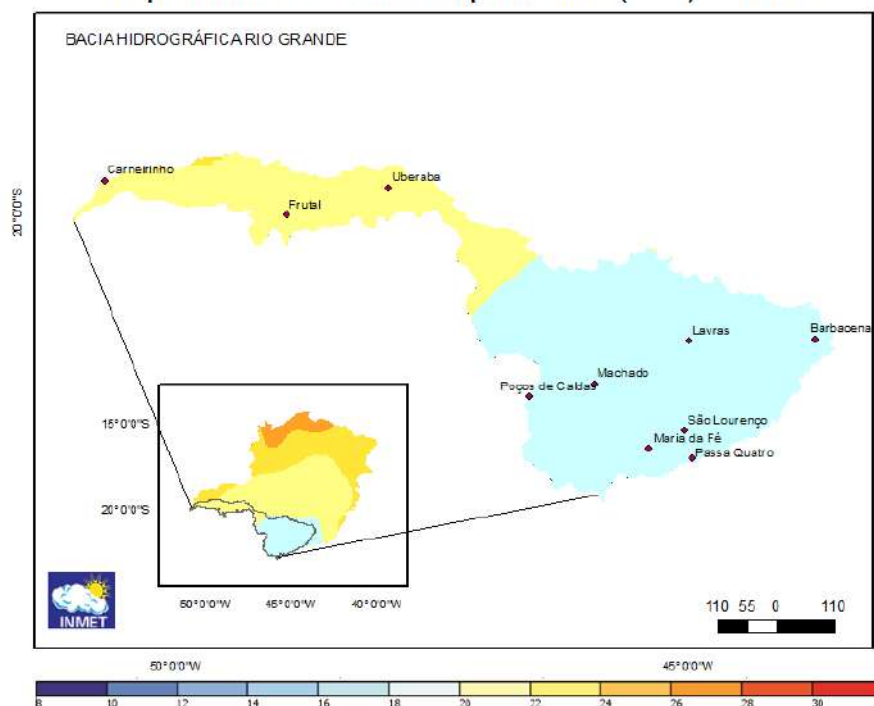 BACIA HIDROGRÁFICA RIO GRANDE
Carneirinho
Uberaba
Frutal
20°0'0"S
Lavras
Barbacena
Machado
Poços de Caldas
São Lourenço
Maria da Fé
Passa Quatro
15°0'0"S
20°0'0"S
50°0'0"W
45°0'0"W
40°0'0"W
INMET
110 55 0 110
50°0'0"W
45°0'0"W
8 10 12 14 16 18 20 22 24 26 28 30